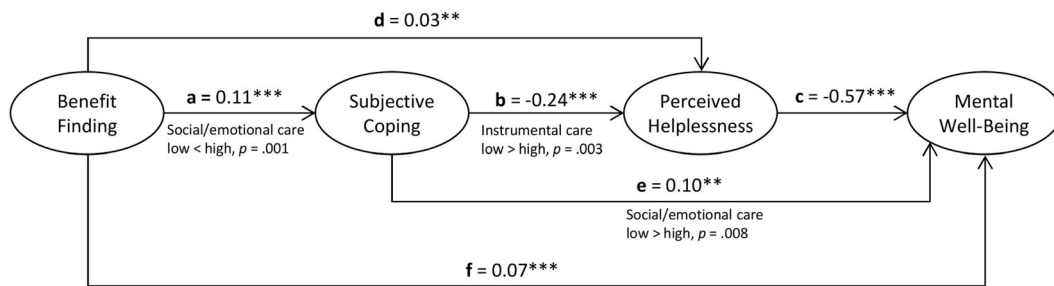 d = 0.03**
Benefit
Finding
a = 0.11***
Social/emotional care
low < high, p = .001
Subjective
Coping
b = -0.24***
Instrumental care
low > high, p = .003
Perceived
Helplessness
c = -0.57***
Mental
Well-Being
e = 0.10**
Social/emotional care
low > high, p = .008
f = 0.07***